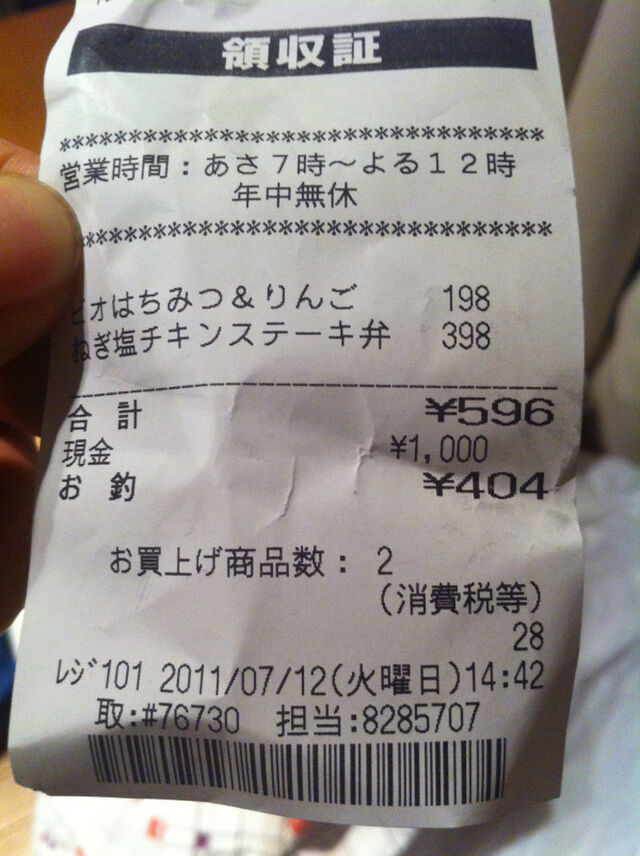 領収証
********************************
営業時間：あさ７時～よる１２時
年中無休
********************************
ビオはちみつ＆りんご 198
ねぎ塩チキンステーキ弁 398
合 計 ¥596
現金 ¥1,000
お 釣 ¥404
お買上げ商品数： 2
(消費税等)
28
ﾚｼﾞ101 2011/07/12(火曜日)14:42
取:#76730 担当:8285707